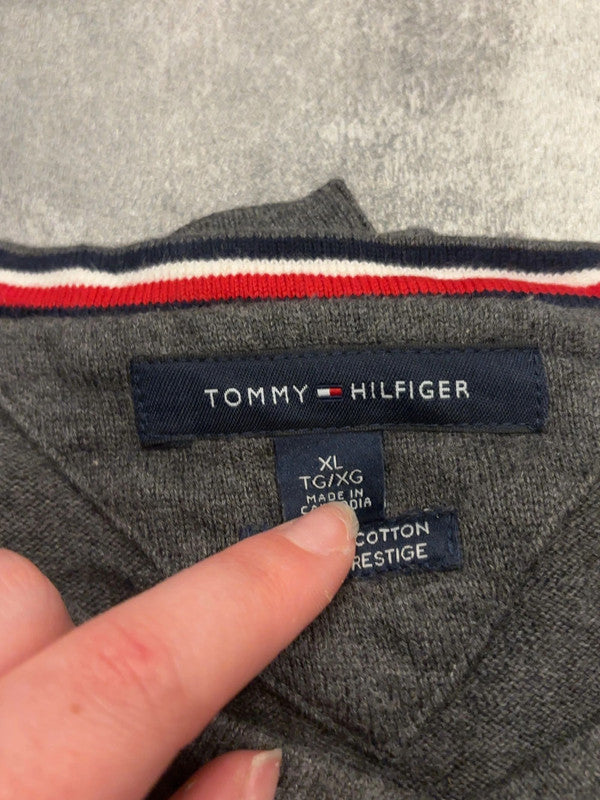 TOMMY HILFIGER
XL
TG/XG
MADE IN
COTTON